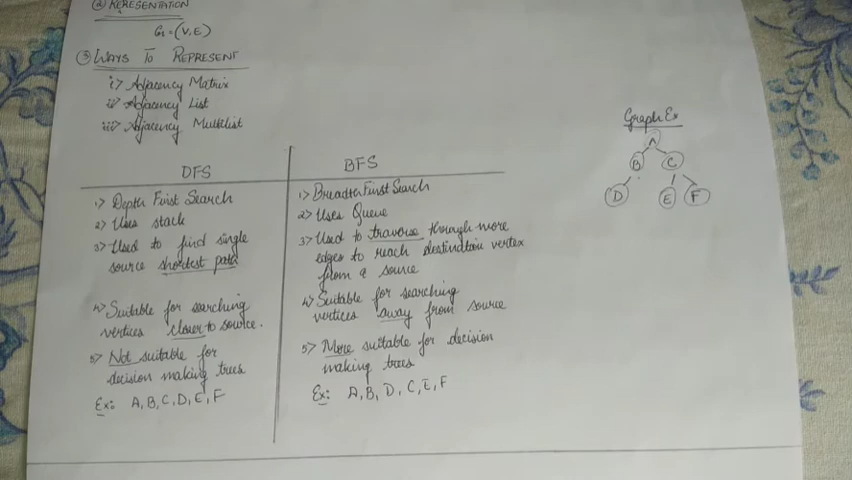 ② REPRESENTATION
G = (V, E)
③ WAYS TO REPRESENT
i> Adjacency Matrix
ii> Adjacency List
iii> Adjacency Multilist
DFS
1> Depth First Search
2> Uses stack
3> Used to find single
source shortest path
4> Suitable for searching
vertices closer to source.
5> Not suitable for
decision making trees
Ex: A, B, C, D, E, F
BFS
1> Breadth First Search
2> Uses Queue
3> Used to traverse through more
edges to reach destination vertex
from a source
4> Suitable for searching
vertices away from source
5> More suitable for decision
making trees
Ex: A, B, D, C, E, F
Graph Ex
A
B C
D E F